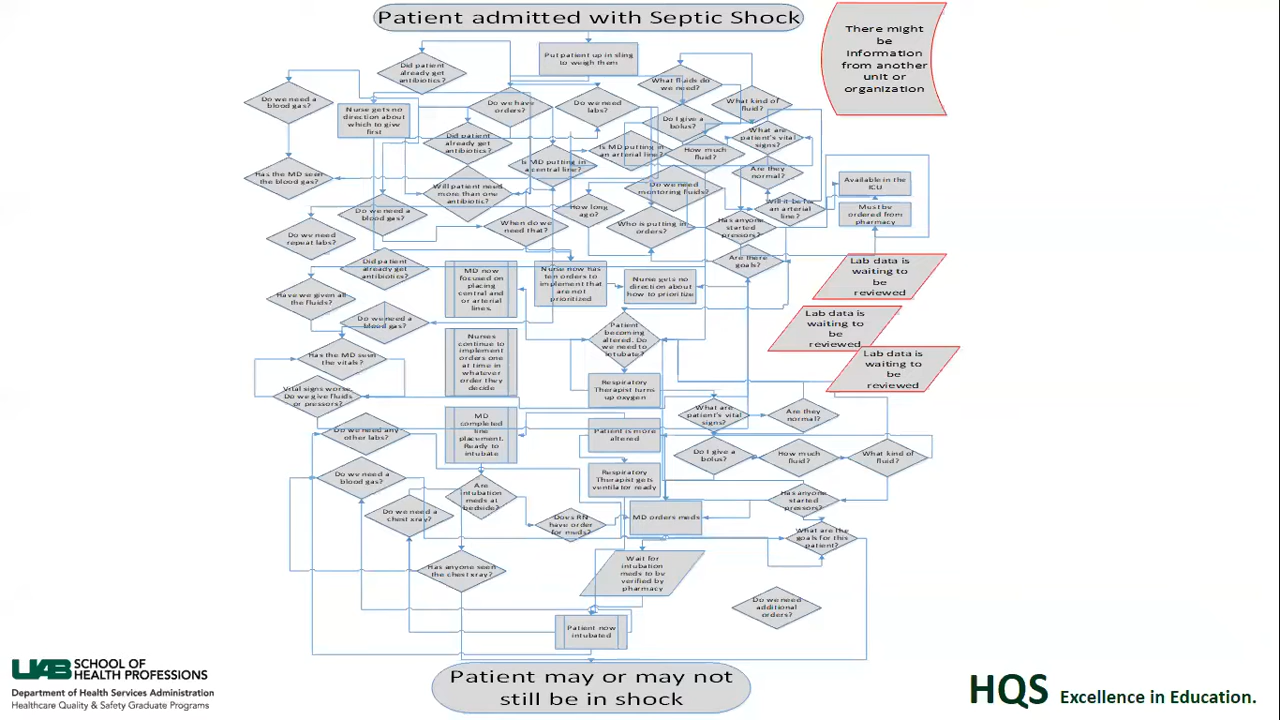 Patient admitted with Septic Shock
There might
be
information
from another
unit or
organization
Put patient up in sling
to weigh them
Did patient
already get
antibiotics?
Do we need a
blood gas?
Nurse gets no
direction about
which to give
first
Do we have
orders?
Do we need
labs?
What fluids do
we need?
What kind of
fluid?
Do I give a
bolus?
What are
patient's vital
signs?
Did patient
already get
antibiotics?
Is MD putting in
a central line?
Is MD putting in
an arterial line?
How much
fluid?
Are they
normal?
Has the MD seen
the blood gas?
Will patient need
more than one
antibiotic?
Do we need
mentoring fluids?
Available in the
ICU
Must be
ordered from
pharmacy
Do we need a
blood gas?
How long
ago?
Will it be for
an arterial
line?
When do we
need that?
Who is putting in
orders?
Has anyone
started
pressors?
Do we need
repeat labs?
Are there
goals?
Did patient
already get
antibiotics?
MD now
focused on
placing
central and
or arterial
lines.
Nurse now has
ten orders to
implement that
are not
prioritized
Nurse gets no
direction about
how to prioritize
Lab data is
waiting to
be
reviewed
Have we given all
the fluids?
Do we need a
blood gas?
Patient
becoming
altered. Do
we need to
intubate?
Lab data is
waiting to
be
reviewed
Has the MD seen
the vitals?
Nurses
continue to
implement
orders one
at time in
whatever
order they
decide
Lab data is
waiting to
be
reviewed
Vital signs worse.
Do we give fluids
or pressors?
Respiratory
Therapist turns
up oxygen
What are
patient's vital
signs?
Are they
normal?
Do we need any
other labs?
MD
completed
line
placement.
Ready to
intubate
Patient is more
altered
Do I give a
bolus?
How much
fluid?
What kind of
fluid?
Do we need a
blood gas?
Respiratory
Therapist gets
ventilator ready
Are
intubation
meds at
bedside?
Has anyone
started
pressors?
Do we need a
chest xray?
Does RN
have order
for meds?
MD orders meds
What are the
goals for this
patient?
Has anyone seen
the chest xray?
Wait for
intubation
meds to be
verified by
pharmacy
Do we need
additional
orders?
Patient now
intubated
Patient may or may not
still be in shock
UAB SCHOOL OF
HEALTH PROFESSIONS
Department of Health Services Administration
Healthcare Quality & Safety Graduate Programs
HQS Excellence in Education.